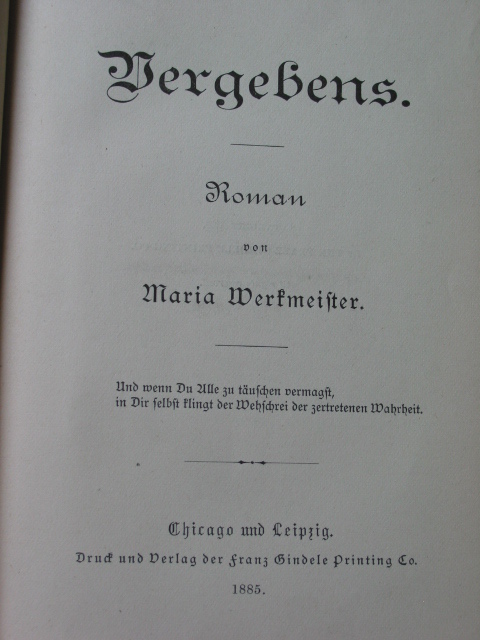 Vergebens.
Roman
von
Maria Werkmeiſter.
Und wenn Du Alle zu täuſchen vermagſt,
in Dir ſelbſt klingt der Wehſchrei der zertretenen Wahrheit.
Chicago und Leipzig.
Druck und Verlag der Franz Gindele Printing Co.
1885.